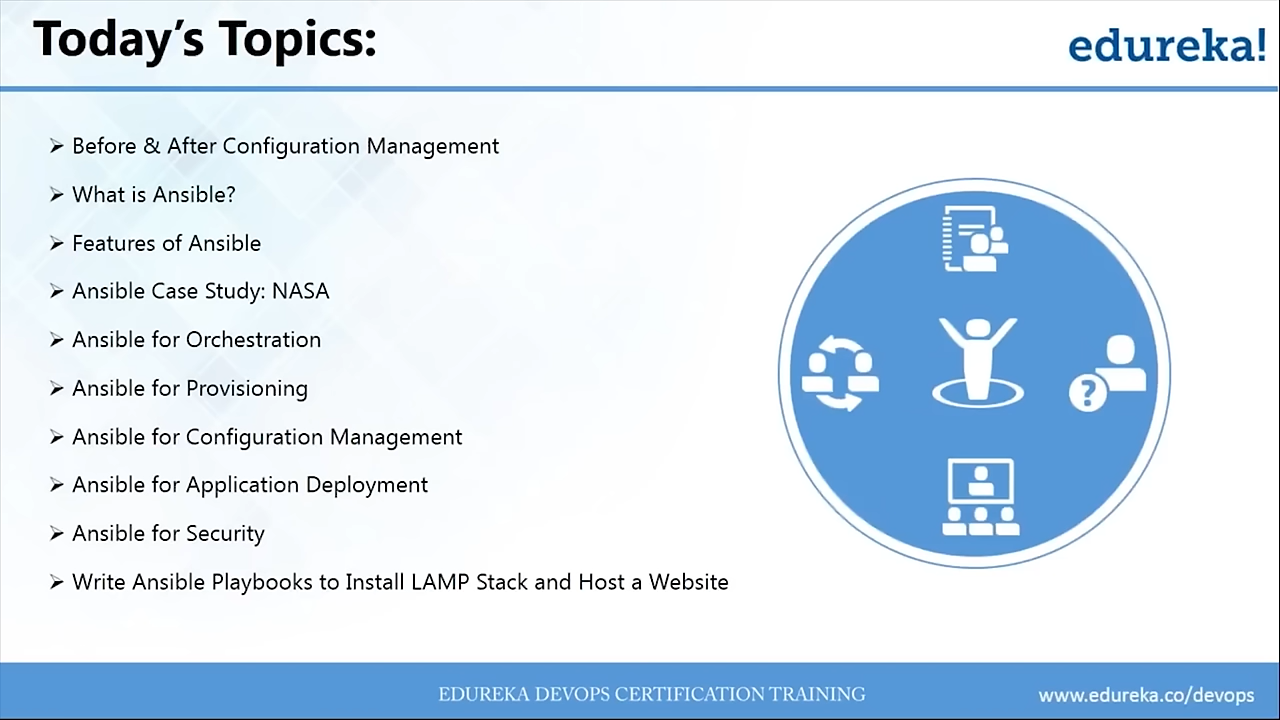 Today's Topics:
edureka!
➢ Before & After Configuration Management
➢ What is Ansible?
➢ Features of Ansible
➢ Ansible Case Study: NASA
➢ Ansible for Orchestration
➢ Ansible for Provisioning
➢ Ansible for Configuration Management
➢ Ansible for Application Deployment
➢ Ansible for Security
➢ Write Ansible Playbooks to Install LAMP Stack and Host a Website
?
EDUREKA DEVOPS CERTIFICATION TRAINING
www.edureka.co/devops